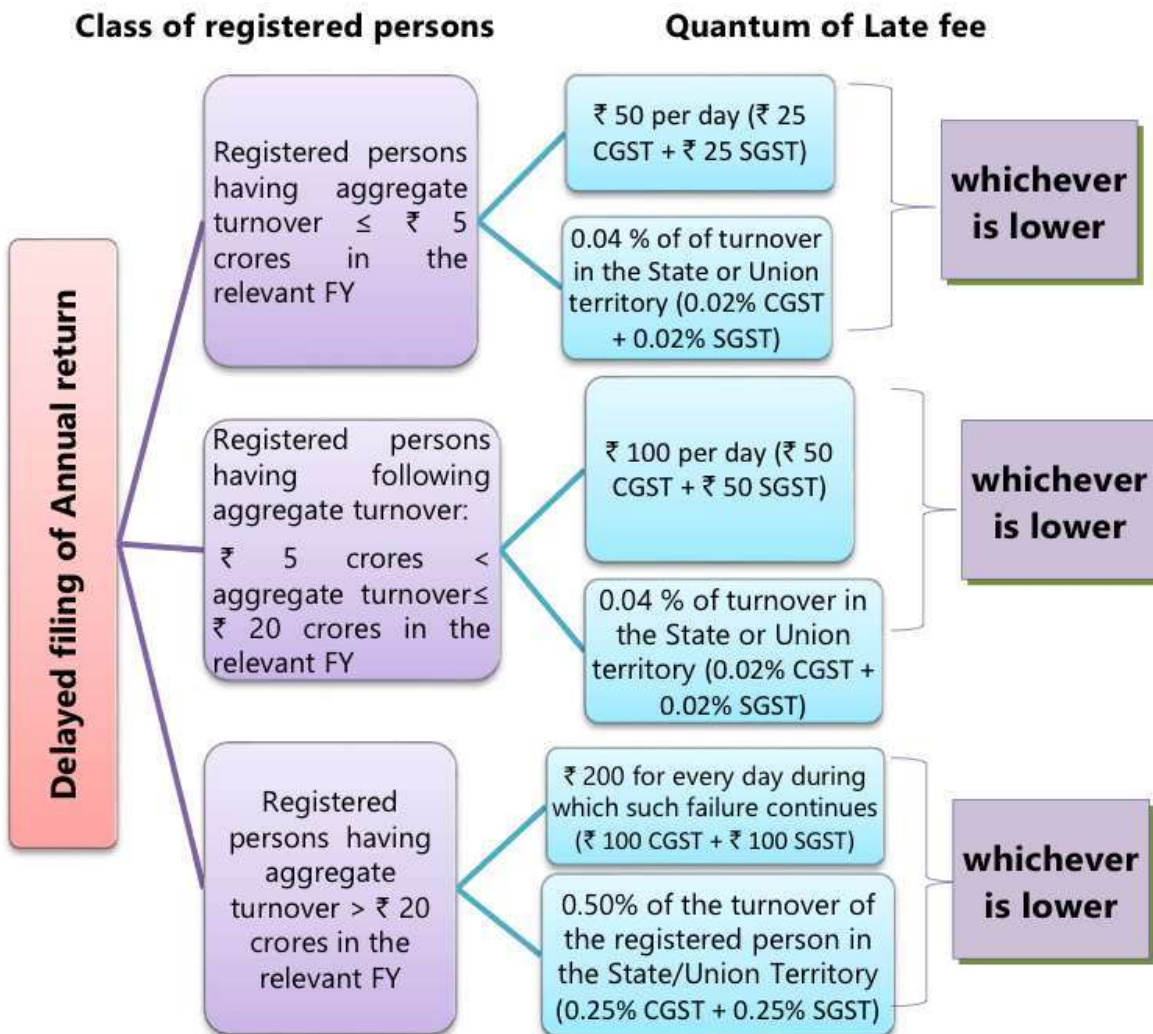 Class of registered persons
Quantum of Late fee
Delayed filing of Annual return
Registered persons
having aggregate
turnover ≤ ₹ 5
crores in the
relevant FY
₹ 50 per day (₹ 25
CGST + ₹ 25 SGST)
0.04 % of of turnover
in the State or Union
territory (0.02% CGST
+ 0.02% SGST)
whichever
is lower
Registered persons
having following
aggregate turnover:
₹ 5 crores <
aggregate turnover≤
₹ 20 crores in the
relevant FY
₹ 100 per day (₹ 50
CGST + ₹ 50 SGST)
0.04 % of turnover in
the State or Union
territory (0.02% CGST +
0.02% SGST)
whichever
is lower
Registered
persons having
aggregate
turnover > ₹ 20
crores in the
relevant FY
₹ 200 for every day during
which such failure continues
(₹ 100 CGST + ₹ 100 SGST)
0.50% of the turnover of
the registered person in
the State/Union Territory
(0.25% CGST + 0.25% SGST)
whichever
is lower